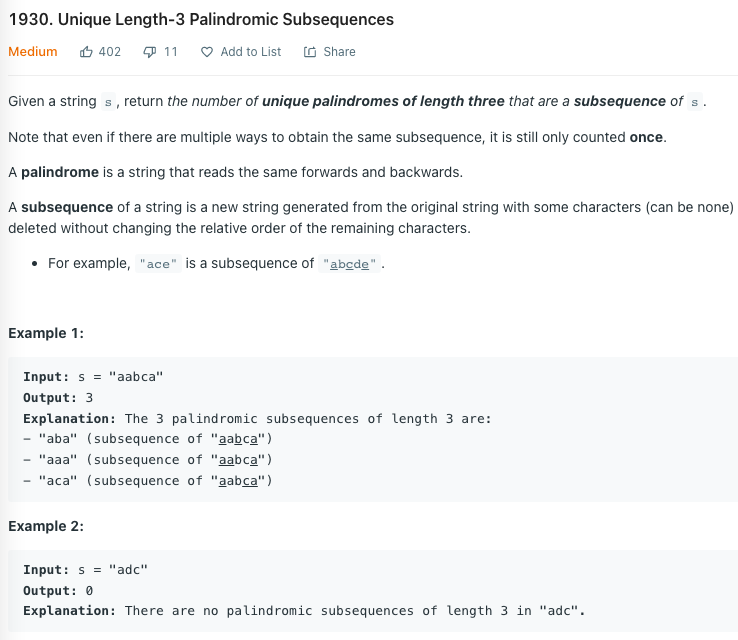 1930. Unique Length-3 Palindromic Subsequences
Medium 402 11 Add to List Share
Given a string s , return the number of unique palindromes of length three that are a subsequence of s .
Note that even if there are multiple ways to obtain the same subsequence, it is still only counted once.
A palindrome is a string that reads the same forwards and backwards.
A subsequence of a string is a new string generated from the original string with some characters (can be none)
deleted without changing the relative order of the remaining characters.
• For example, "ace" is a subsequence of "abcde" .
Example 1:
Input: s = "aabca"
Output: 3
Explanation: The 3 palindromic subsequences of length 3 are:
- "aba" (subsequence of "aabca")
- "aaa" (subsequence of "aabca")
- "aca" (subsequence of "aabca")
Example 2:
Input: s = "adc"
Output: 0
Explanation: There are no palindromic subsequences of length 3 in "adc".